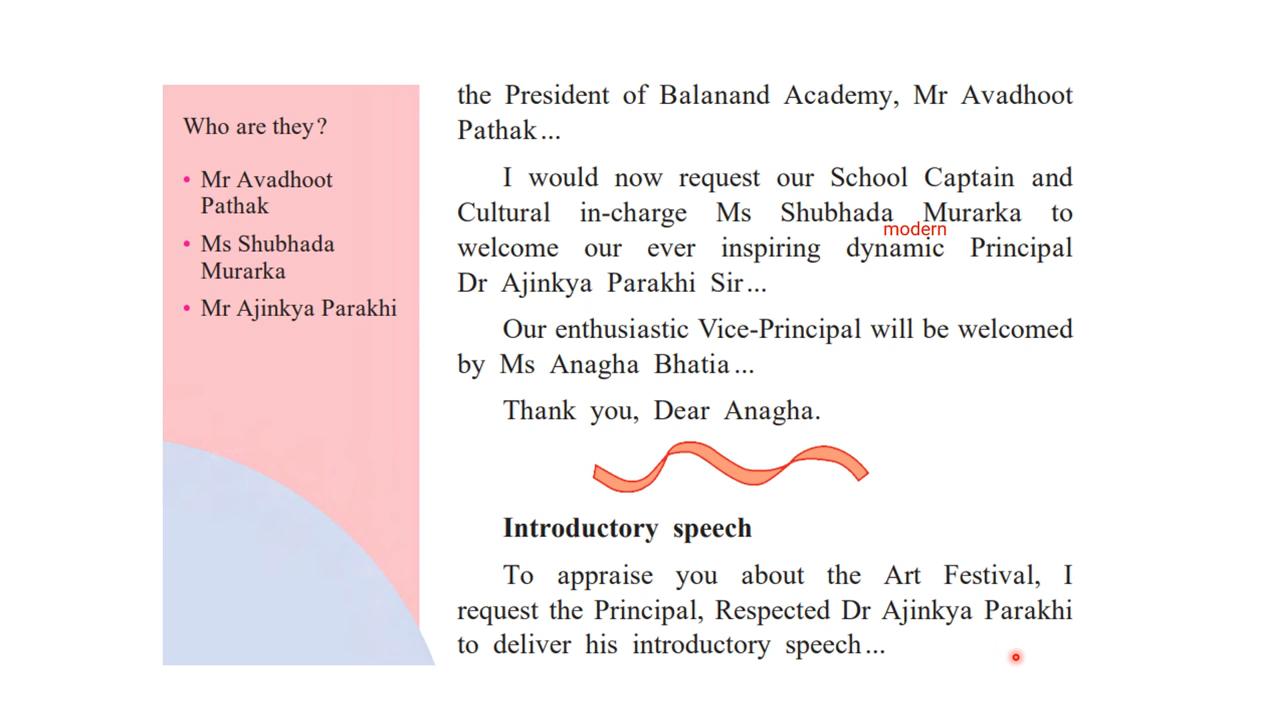 Who are they?
• Mr Avadhoot
Pathak
• Ms Shubhada
Murarka
• Mr Ajinkya Parakhi
the President of Balanand Academy, Mr Avadhoot
Pathak...
I would now request our School Captain and
Cultural in-charge Ms Shubhada Murarka to
modern
welcome our ever inspiring dynamic Principal
Dr Ajinkya Parakhi Sir...
Our enthusiastic Vice-Principal will be welcomed
by Ms Anagha Bhatia...
Thank you, Dear Anagha.
Introductory speech
To appraise you about the Art Festival, I
request the Principal, Respected Dr Ajinkya Parakhi
to deliver his introductory speech...